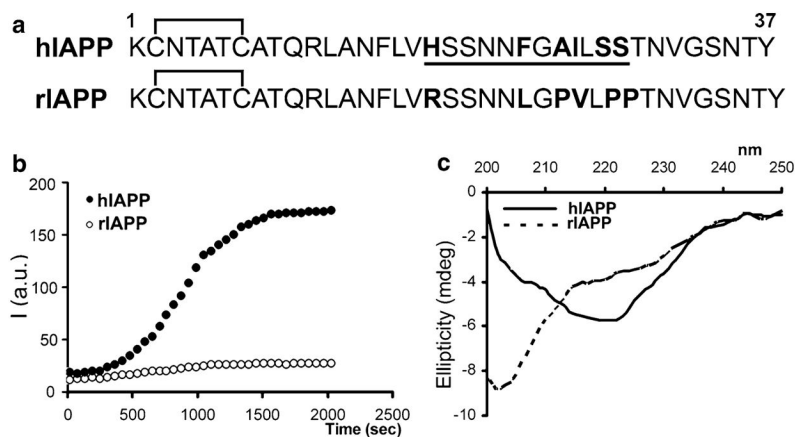 a
1 37
hIAPP KCNTATCATQRLANFLVHSSNNFGAILSSTNVGSNTY
rIAPP KCNTATCATQRLANFLVRSSNNLGPVLPPTNVGSNTY
b
200
150
100
50
0
I (a.u.)
hIAPP
rIAPP
0 500 1000 1500 2000 2500
Time (sec)
c
nm
200 210 220 230 240 250
0
-2
-4
-6
-8
-10
Ellipticity (mdeg)
hIAPP
rIAPP